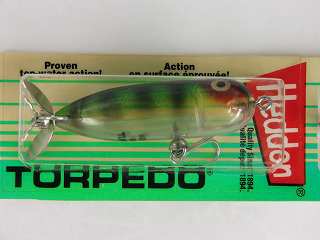 Proven
top-water action!
Action
en surface éprouvée!
Heddon
Quality Since 1894.
Qualité depuis 1894.
TORPEDO®